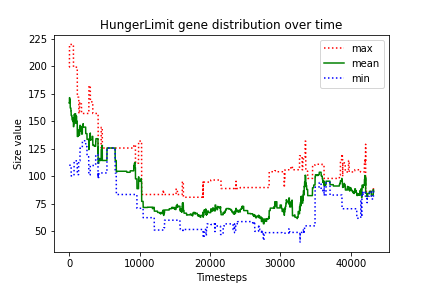 HungerLimit gene distribution over time
max
mean
min
Size value
225
200
175
150
125
100
75
50
0
10000
20000
30000
40000
Timesteps